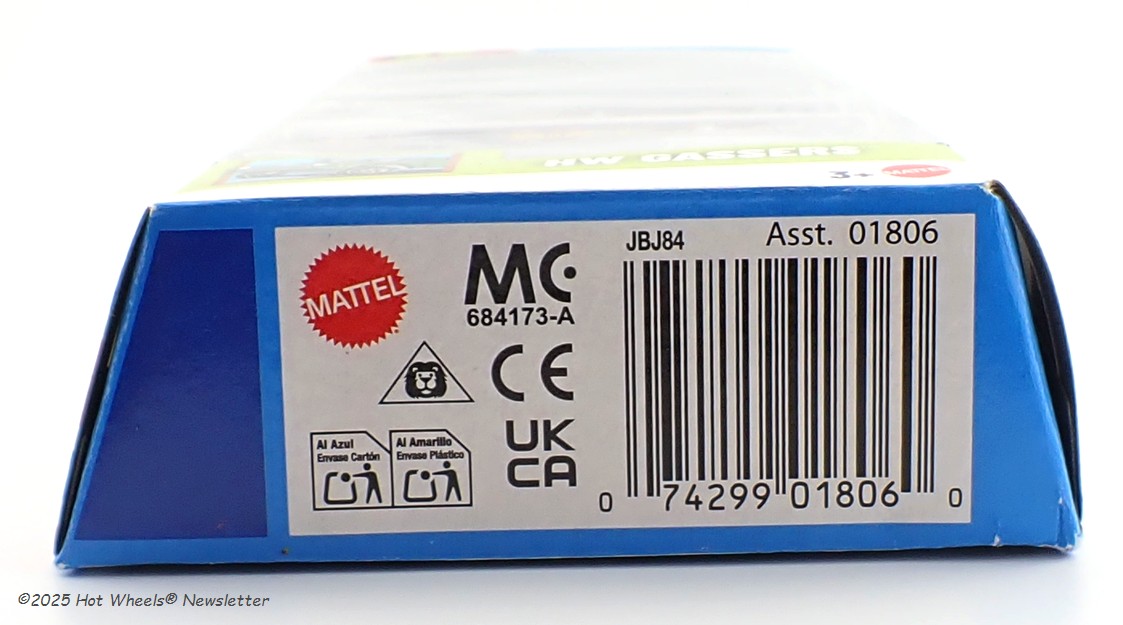 HW GASSERS
3+
MATTEL
JBJ84
Asst. 01806
MATTEL
MC
684173-A
CE
Al Azul
Envase Cartón
Al Amarillo
Envase Plástico
UK
CA
0 74299 01806 0
©2025 Hot Wheels® Newsletter